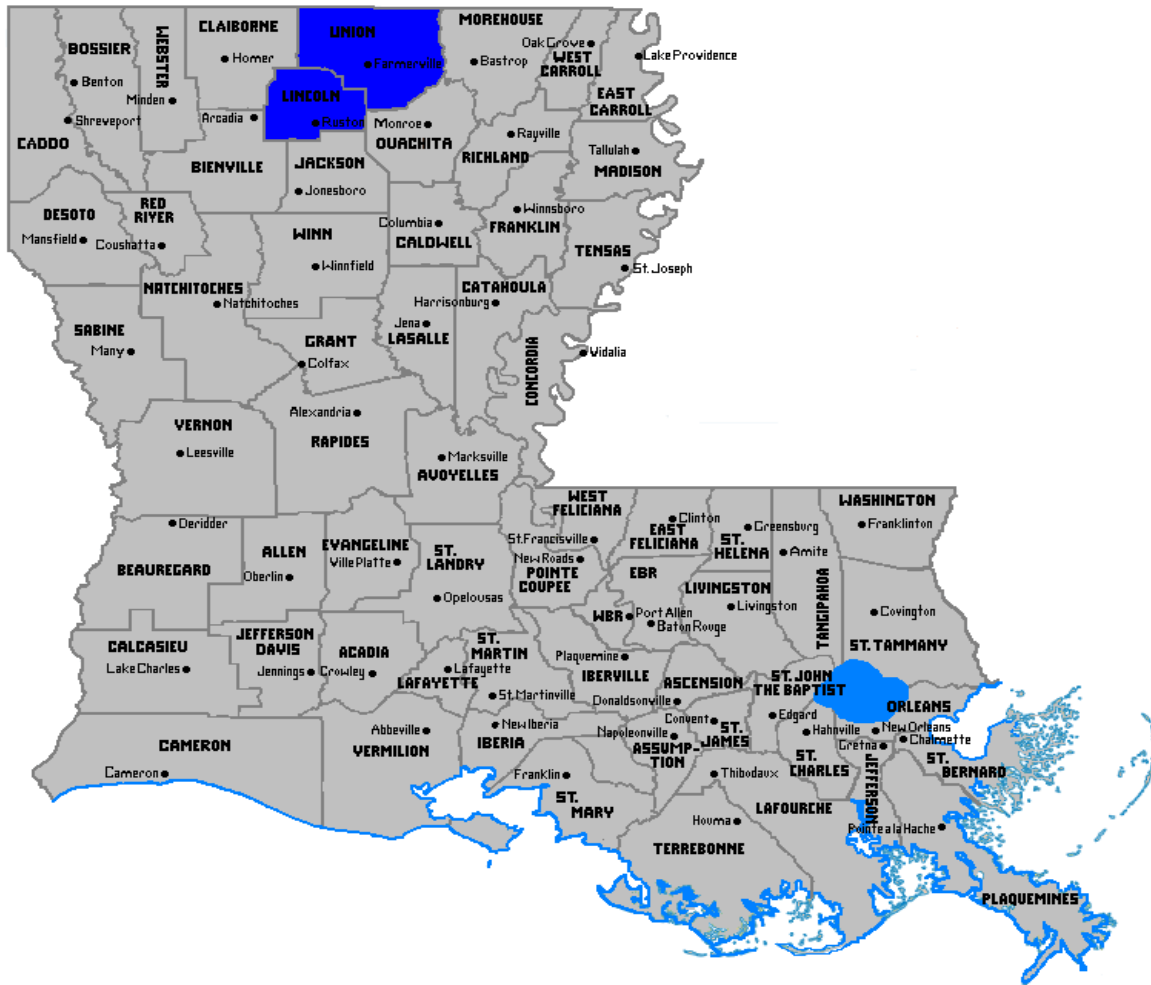 CLAIBORNE
UNION
MOREHOUSE
BOSSIER
WEBSTER
Homer
Farmerville
Bastrop
Oak Grove
WEST
CARROLL
Lake Providence
Benton
Minden
LINCOLN
EAST
CARROLL
Shreveport
Arcadia
Ruston
Monroe
OUACHITA
Rayville
RICHLAND
CADDO
BIENVILLE
JACKSON
Jonesboro
Tallulah
MADISON
DESOTO
RED
RIVER
Mansfield
Coushatta
WINN
Winnfield
Columbia
CALDWELL
Winnsboro
FRANKLIN
TENSAS
St. Joseph
NATCHITOCHES
Natchitoches
CATAHOULA
Harrisonburg
SABINE
Many
GRANT
Colfax
Jena
LASALLE
CONCORDIA
Vidalia
VERNON
Leesville
Alexandria
RAPIDES
Marksville
AVOYELLES
WEST
FELICIANA
WASHINGTON
Franklinton
Deridder
BEAUREGARD
ALLEN
Oberlin
EVANGELINE
Ville Platte
ST.
LANDRY
Opelousas
St.Francisville
New Roads
POINTE
COUPEE
Clinton
EAST
FELICIANA
Greensburg
ST.
HELENA
Amite
TANGIPAHOA
EBR
LIVINGSTON
Livingston
WBR
Port Allen
Baton Rouge
Covington
ST. TAMMANY
CALCASIEU
Lake Charles
JEFFERSON
DAVIS
Jennings
ACADIA
Crowley
ST.
MARTIN
Lafayette
LAFAYETTE
St. Martinville
Plaquemine
IBERVILLE
ASCENSION
Donaldsonville
ST. JOHN
THE BAPTIST
ORLEANS
CAMERON
Cameron
Abbeville
VERMILION
New Iberia
IBERIA
Napoleonville
ASSUMP-
TION
Convent
ST.
JAMES
Edgard
Hahnville
ST.
CHARLES
New Orleans
Chalmette
Gretna
JEFFERSON
ST.
BERNARD
Franklin
ST.
MARY
Thibodaux
LAFOURCHE
Houma
TERREBONNE
Pointe a la Hache
PLAQUEMINES